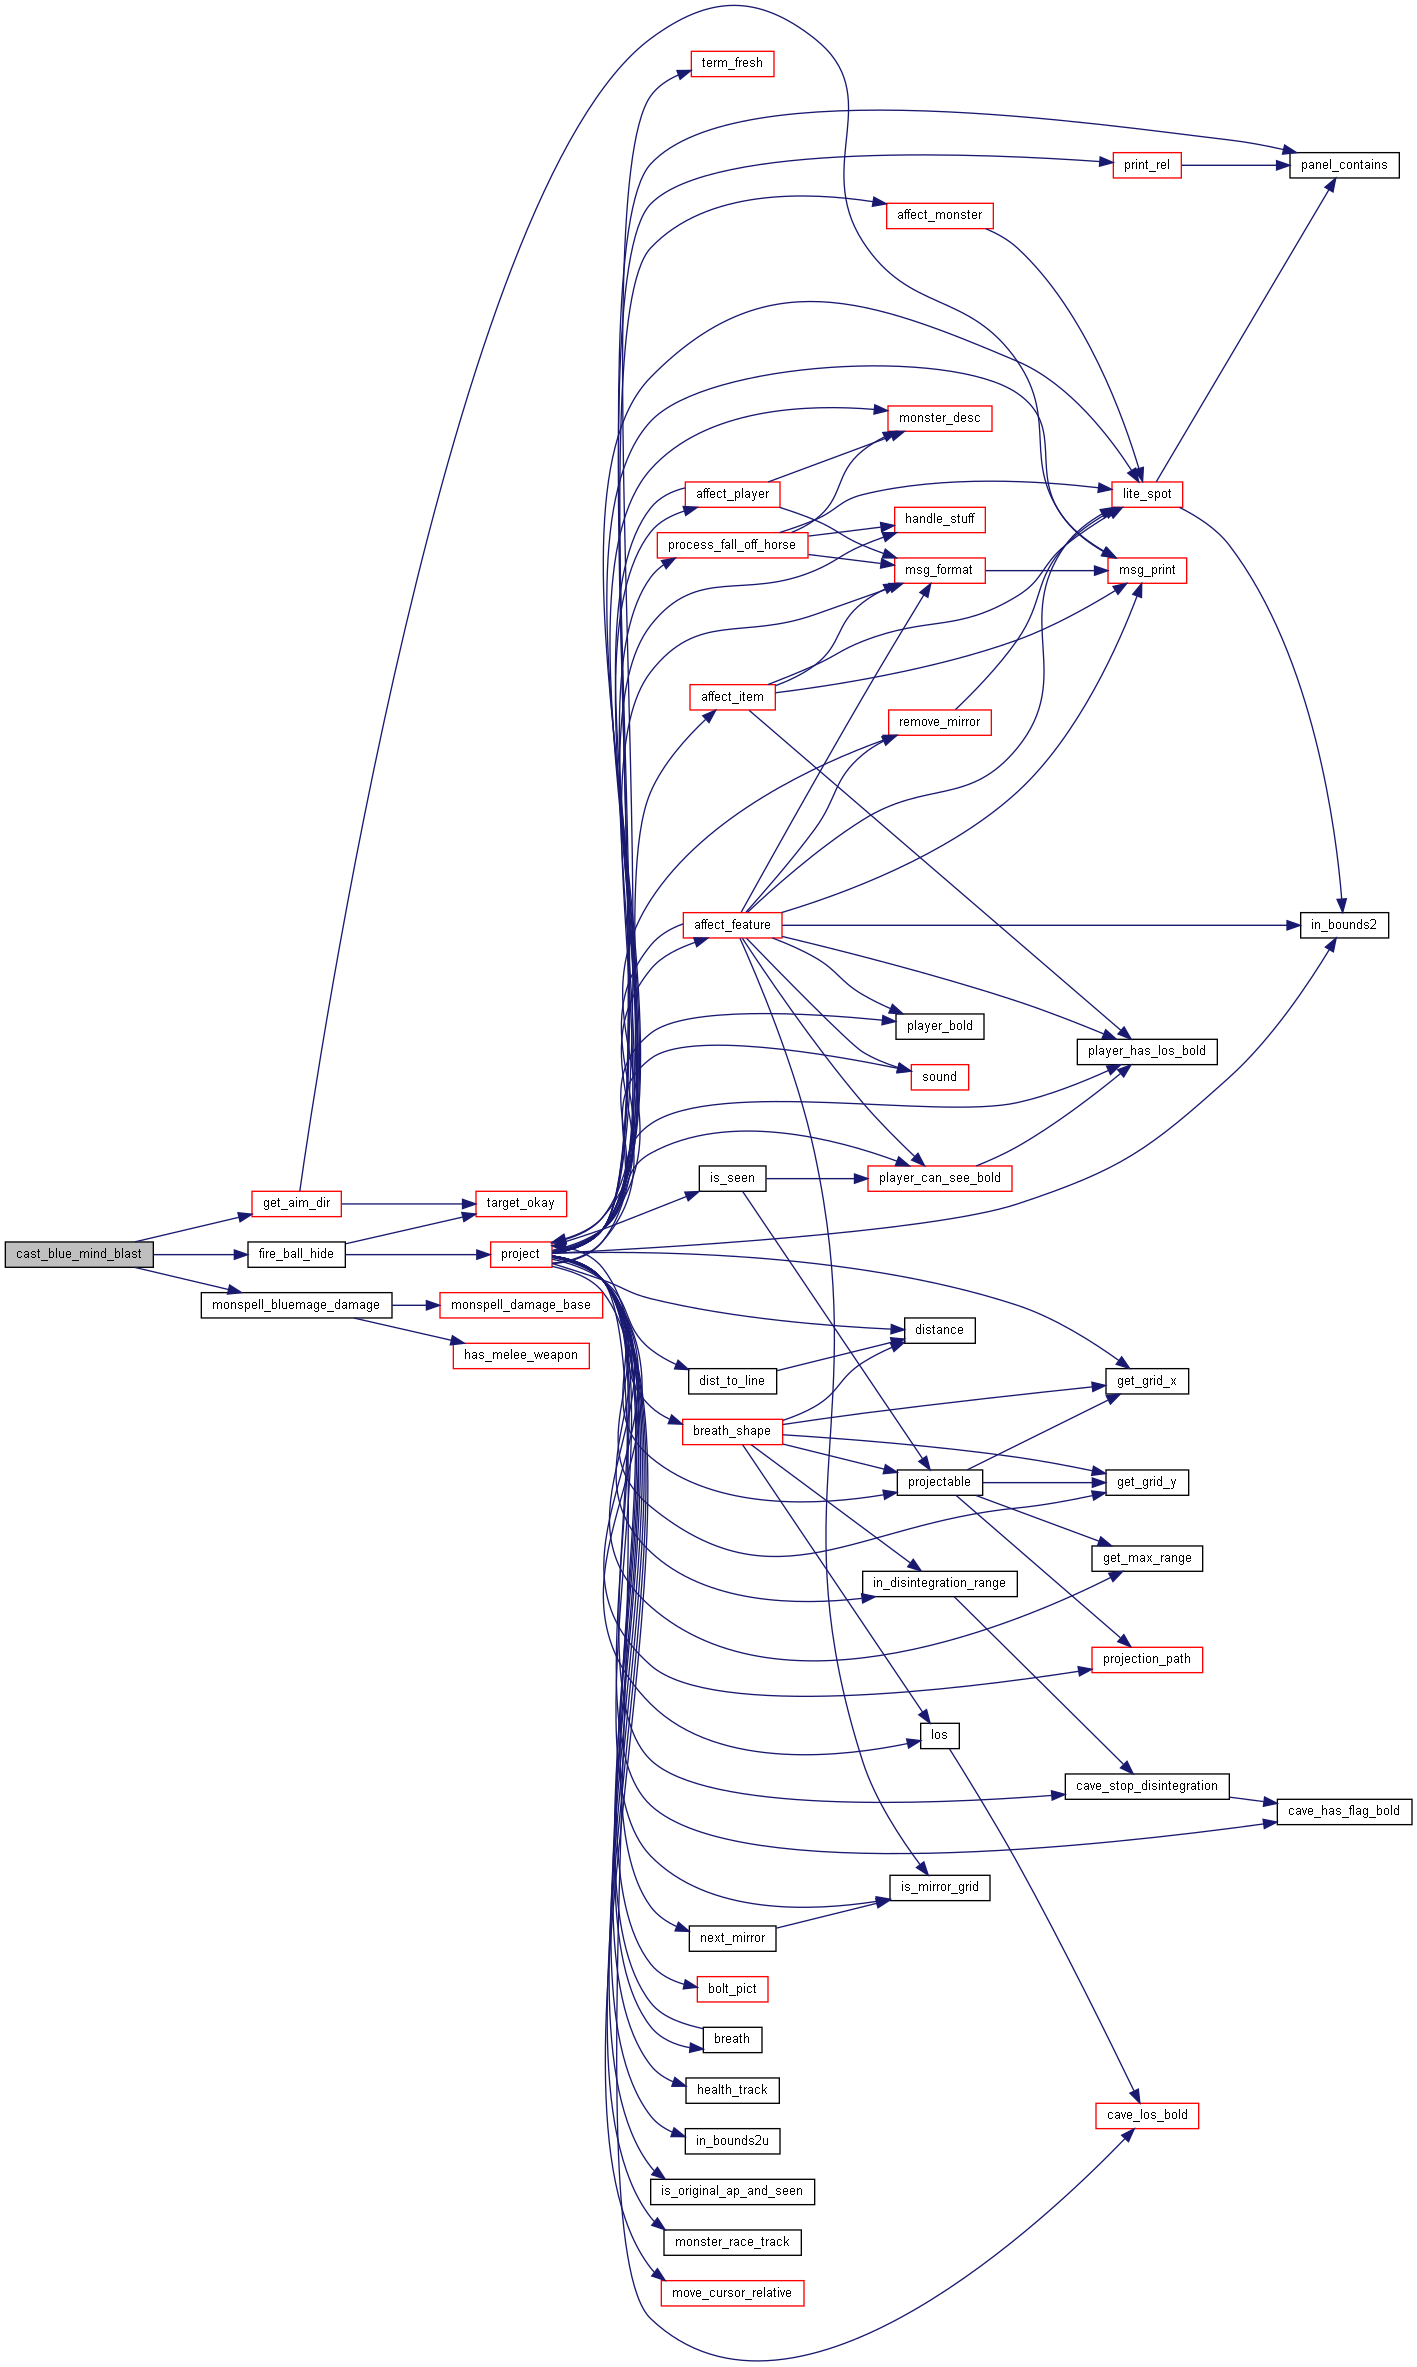 term_fresh
print_rel
panel_contains
affect_monster
monster_desc
affect_player
lite_spot
handle_stuff
process_fall_off_horse
msg_format
msg_print
affect_item
remove_mirror
affect_feature
in_bounds2
player_bold
player_has_los_bold
sound
is_seen
player_can_see_bold
get_aim_dir
target_okay
cast_blue_mind_blast
fire_ball_hide
project
monspell_bluemage_damage
monspell_damage_base
distance
has_melee_weapon
dist_to_line
get_grid_x
breath_shape
projectable
get_grid_y
get_max_range
in_disintegration_range
projection_path
los
cave_stop_disintegration
cave_has_flag_bold
is_mirror_grid
next_mirror
bolt_pict
breath
health_track
cave_los_bold
in_bounds2u
is_original_ap_and_seen
monster_race_track
move_cursor_relative